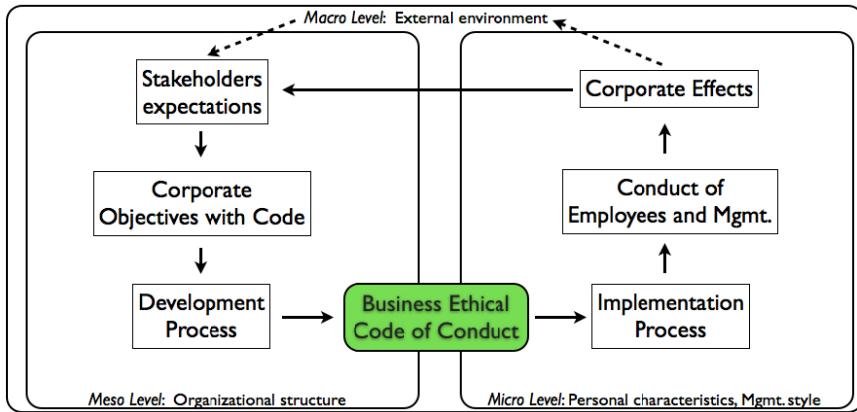 Macro Level: External environment
Stakeholders
expectations
Corporate
Objectives with Code
Development
Process
Business Ethical
Code of Conduct
Implementation
Process
Conduct of
Employees and Mgmt.
Corporate Effects
Meso Level: Organizational structure
Micro Level: Personal characteristics, Mgmt. style